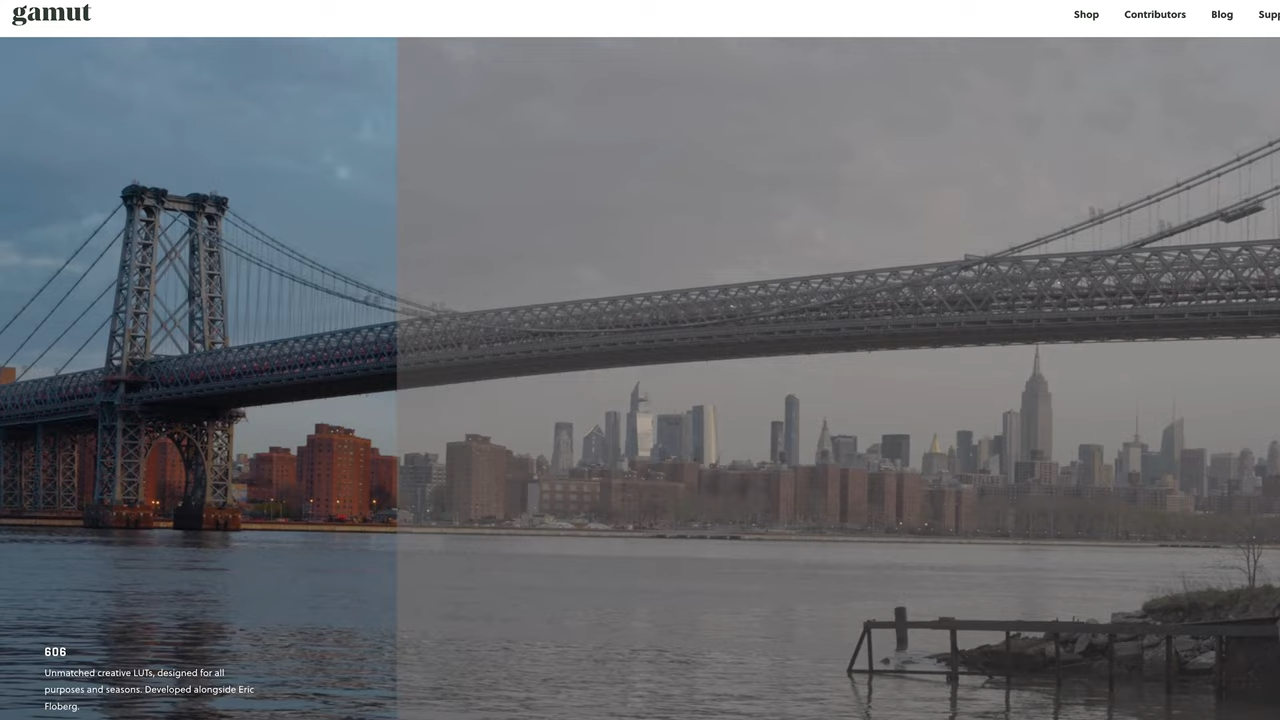 gamut
Shop Contributors Blog
606
Unmatched creative LUTs, designed for all
purposes and seasons. Developed alongside Eric
Floberg.